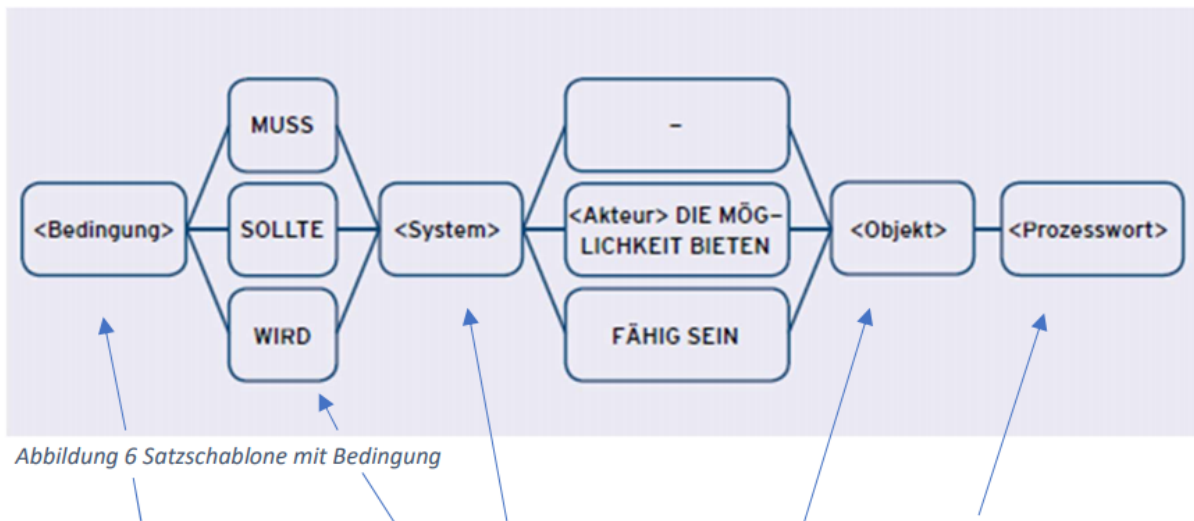 MUSS
–
<Bedingung>
SOLLTE
<System>
<Akteur> DIE MÖG–
LICHKEIT BIETEN
<Objekt>
<Prozesswort>
WIRD
FÄHIG SEIN
Abbildung 6 Satzschablone mit Bedingung